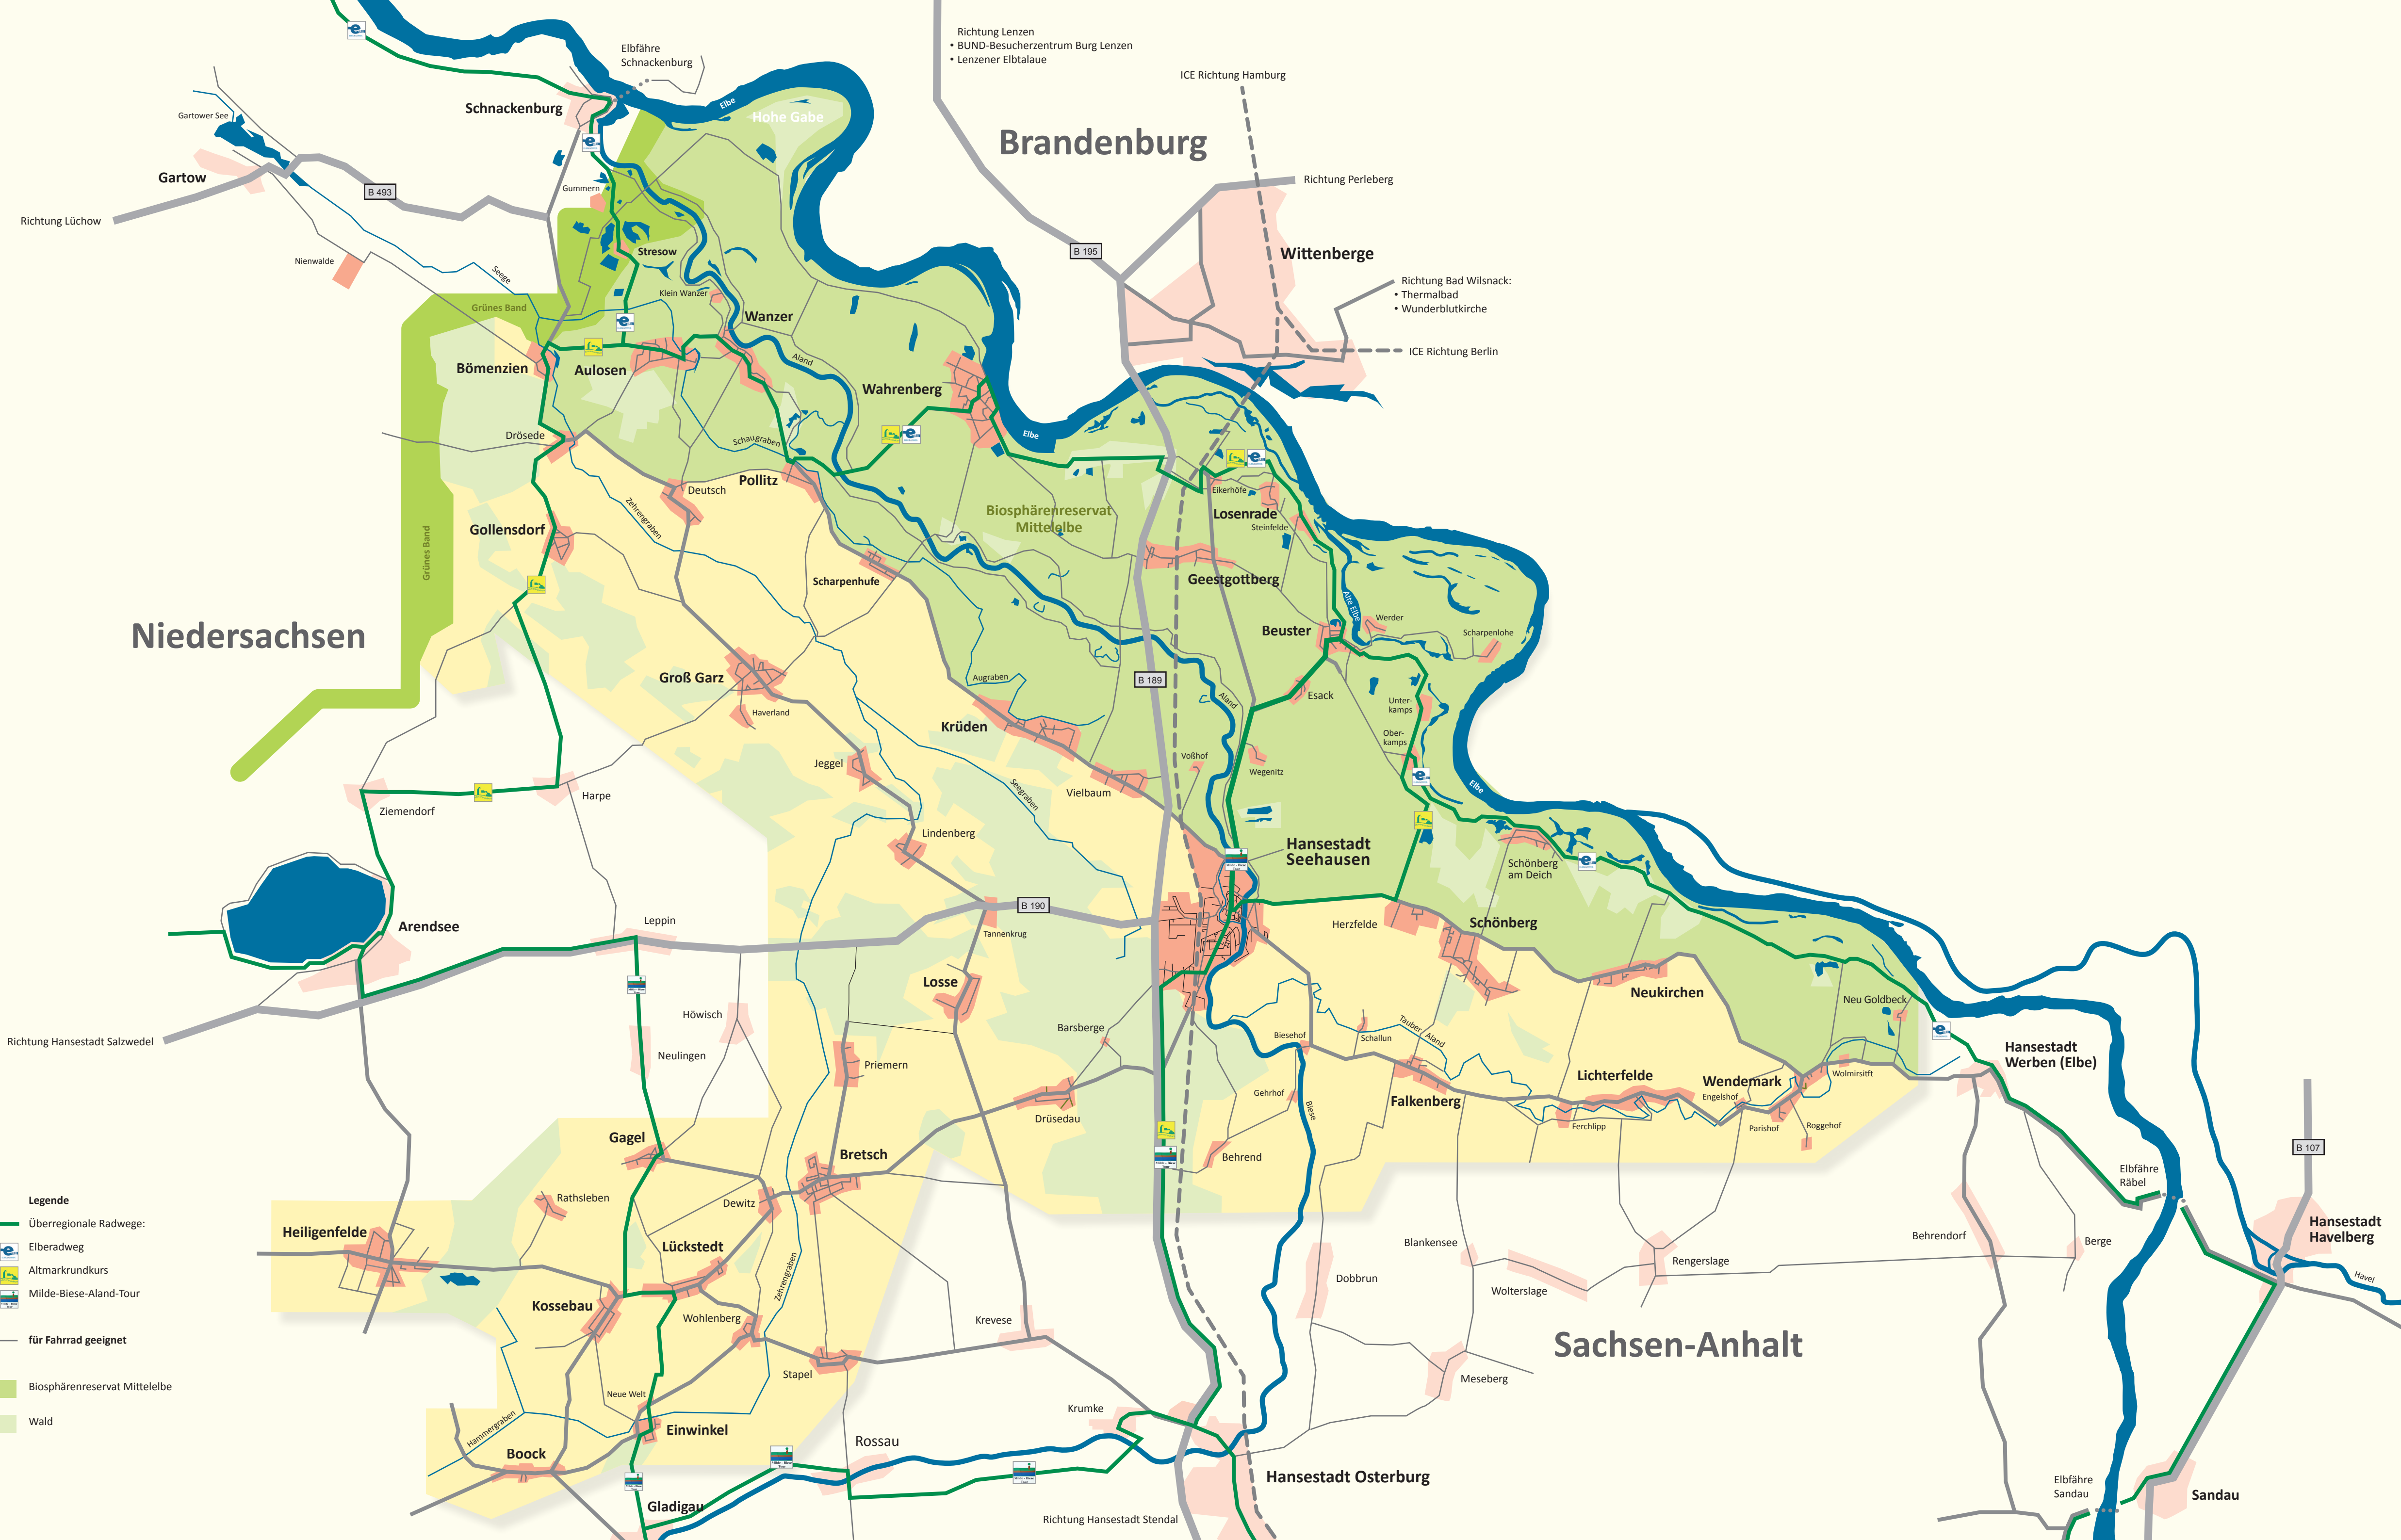 Richtung Lenzen
• BUND-Besucherzentrum Burg Lenzen
• Lenzener Elbtalaue
Elbfähre
Schnackenburg
ICE Richtung Hamburg
Schnackenburg
Elbe
Hohe Gabe
Gartower See
Brandenburg
Gartow
B 493
Gummern
Richtung Perleberg
Richtung Lüchow
Stresow
B 195
Wittenberge
Nienwalde
Seege
Klein Wanzer
Richtung Bad Wilsnack:
• Thermalbad
• Wunderblutkirche
Grünes Band
Wanzer
ICE Richtung Berlin
Bömenzien
Aulosen
Aland
Wahrenberg
Drösede
Schaugraben
Elbe
Pollitz
Deutsch
Eikerhöfe
Losenrade
Steinfelde
Biosphärenreservat
Mittelelbe
Zehrengraben
Gollensdorf
Grünes Band
Scharpenhufe
Geestgottberg
Alte Elbe
Werder
Niedersachsen
Beuster
Scharpenlohe
Groß Garz
Augraben
B 189
Aland
Esack
Unter-
kamps
Haverland
Krüden
Ober-
kamps
Jeggel
Voßhof
Wegenitz
Vielbaum
Seegraben
Elbe
Harpe
Ziemendorf
Lindenberg
Hansestadt
Seehausen
Schönberg
am Deich
B 190
Arendsee
Leppin
Tannenkrug
Herzfelde
Schönberg
Losse
Neukirchen
Neu Goldbeck
Höwisch
Barsberge
Tauber Aland
Biesehof
Schallun
Richtung Hansestadt Salzwedel
Neulingen
Priemern
Hansestadt
Werben (Elbe)
Lichterfelde
Wendemark
Wolmirsitft
Gehrhof
Biese
Falkenberg
Engelshof
Drüsedau
Ferchlipp
Parishof
Roggehof
Gagel
Bretsch
Behrend
B 107
Elbfähre
Räbel
Legende
Überregionale Radwege:
Elberadweg
Altmarkrundkurs
Milde-Biese-Aland-Tour
für Fahrrad geeignet
Biosphärenreservat Mittelelbe
Wald
Rathsleben
Dewitz
Heiligenfelde
Lückstedt
Hansestadt
Havelberg
Blankensee
Behrendorf
Berge
Rengerslage
Dobbrun
Wolterslage
Havel
Zehrengraben
Kossebau
Wohlenberg
Krevese
Sachsen-Anhalt
Stapel
Meseberg
Neue Welt
Krumke
Hammergraben
Einwinkel
Rossau
Boock
Hansestadt Osterburg
Elbfähre
Sandau
Sandau
Gladigau
Richtung Hansestadt Stendal